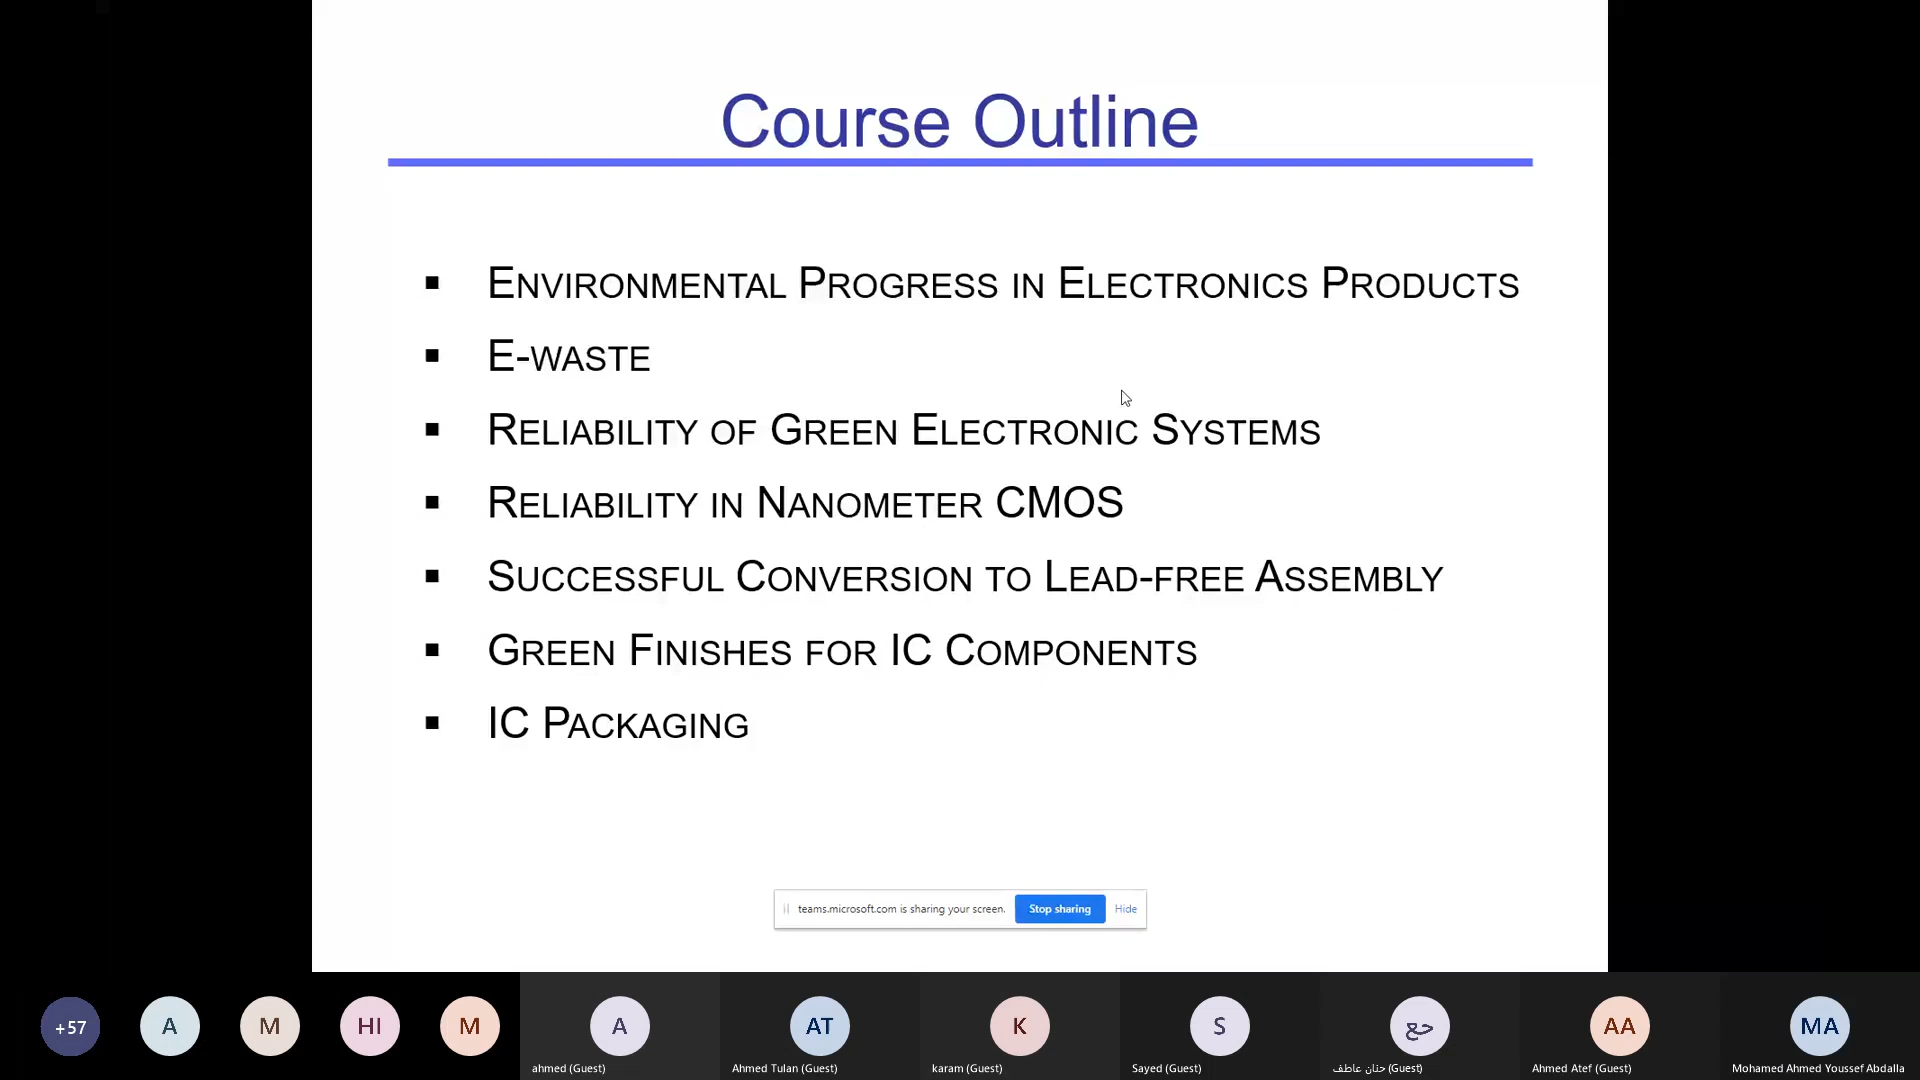 Course Outline
ENVIRONMENTAL PROGRESS IN ELECTRONICS PRODUCTS
E-WASTE
RELIABILITY OF GREEN ELECTRONIC SYSTEMS
RELIABILITY IN NANOMETER CMOS
SUCCESSFUL CONVERSION TO LEAD-FREE ASSEMBLY
GREEN FINISHES FOR IC COMPONENTS
IC PACKAGING
teams.microsoft.com is sharing your screen. Stop sharing Hide
+57 A M HI M A AT K S حع AA MA
ahmed (Guest) Ahmed Tulan (Guest) karam (Guest) Sayed (Guest) حنان عاطف (Guest) Ahmed Atef (Guest) Mohamed Ahmed Youssef Abdalla